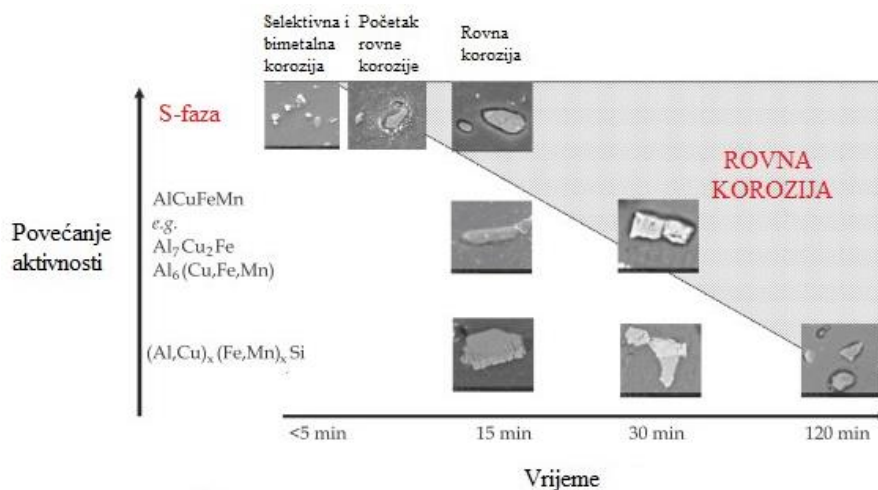 Selektivna i
bimetalna
korozija
Početak
rovne
korozije
Rovna
korozija
S-faza
ROVNA
KOROZIJA
AlCuFeMn
e.g.
Al₇Cu₂Fe
Al₆(Cu,Fe,Mn)
Povećanje
aktivnosti
(Al,Cu)ₓ(Fe,Mn)ₓSi
<5 min
15 min
30 min
120 min
Vrijeme